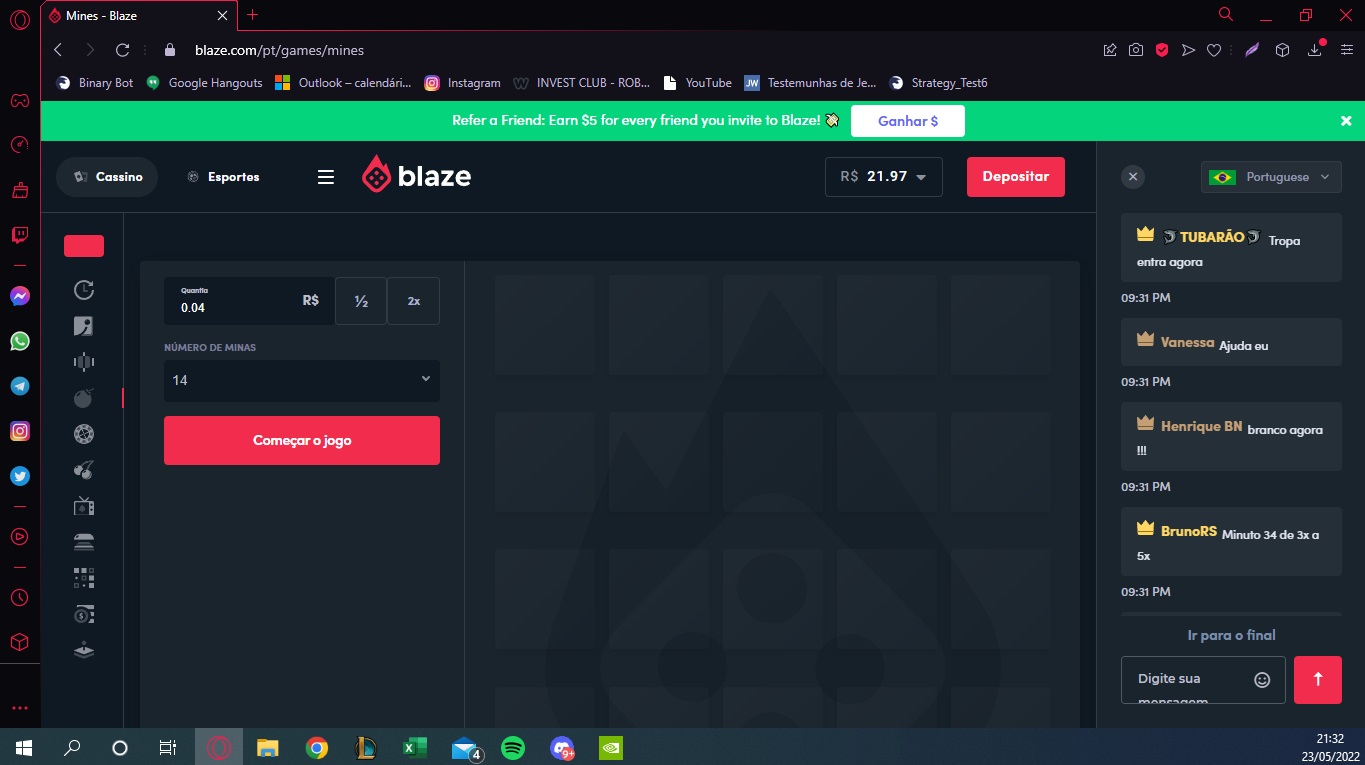 Mines - Blaze
blaze.com/pt/games/mines
Binary Bot
Google Hangouts
Outlook – calendári...
Instagram
INVEST CLUB - ROB...
YouTube
JW
Testemunhas de Je...
Strategy_Test6
Refer a Friend: Earn $5 for every friend you invite to Blaze! 💸
Ganhar $
Cassino
Esportes
blaze
R$ 21.97
Depositar
Portuguese
TUBARÃO Tropa
entra agora
09:31 PM
Vanessa Ajuda eu
09:31 PM
Henrique BN branco agora
!!!
09:31 PM
BrunoRS Minuto 34 de 3x a
5x
09:31 PM
Ir para o final
Digite sua
mensagem
Quantia
0.04
R$
½
2x
NÚMERO DE MINAS
14
Começar o jogo
4
9+
21:32
23/05/2022